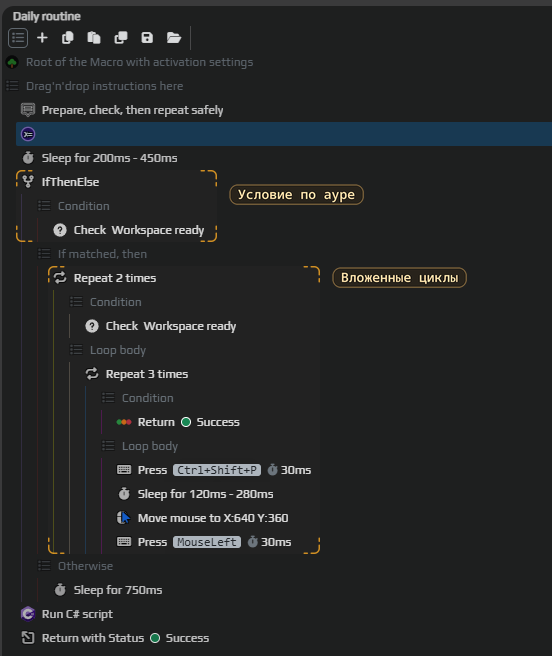 Daily routine
Root of the Macro with activation settings
Drag'n'drop instructions here
Prepare, check, then repeat safely
Sleep for 200ms - 450ms
IfThenElse
Условие по ауре
Condition
Check Workspace ready
If matched, then
Repeat 2 times
Вложенные циклы
Condition
Check Workspace ready
Loop body
Repeat 3 times
Condition
Return Success
Loop body
Press Ctrl+Shift+P 30ms
Sleep for 120ms - 280ms
Move mouse to X:640 Y:360
Press MouseLeft 30ms
Otherwise
Sleep for 750ms
Run C# script
Return with Status Success